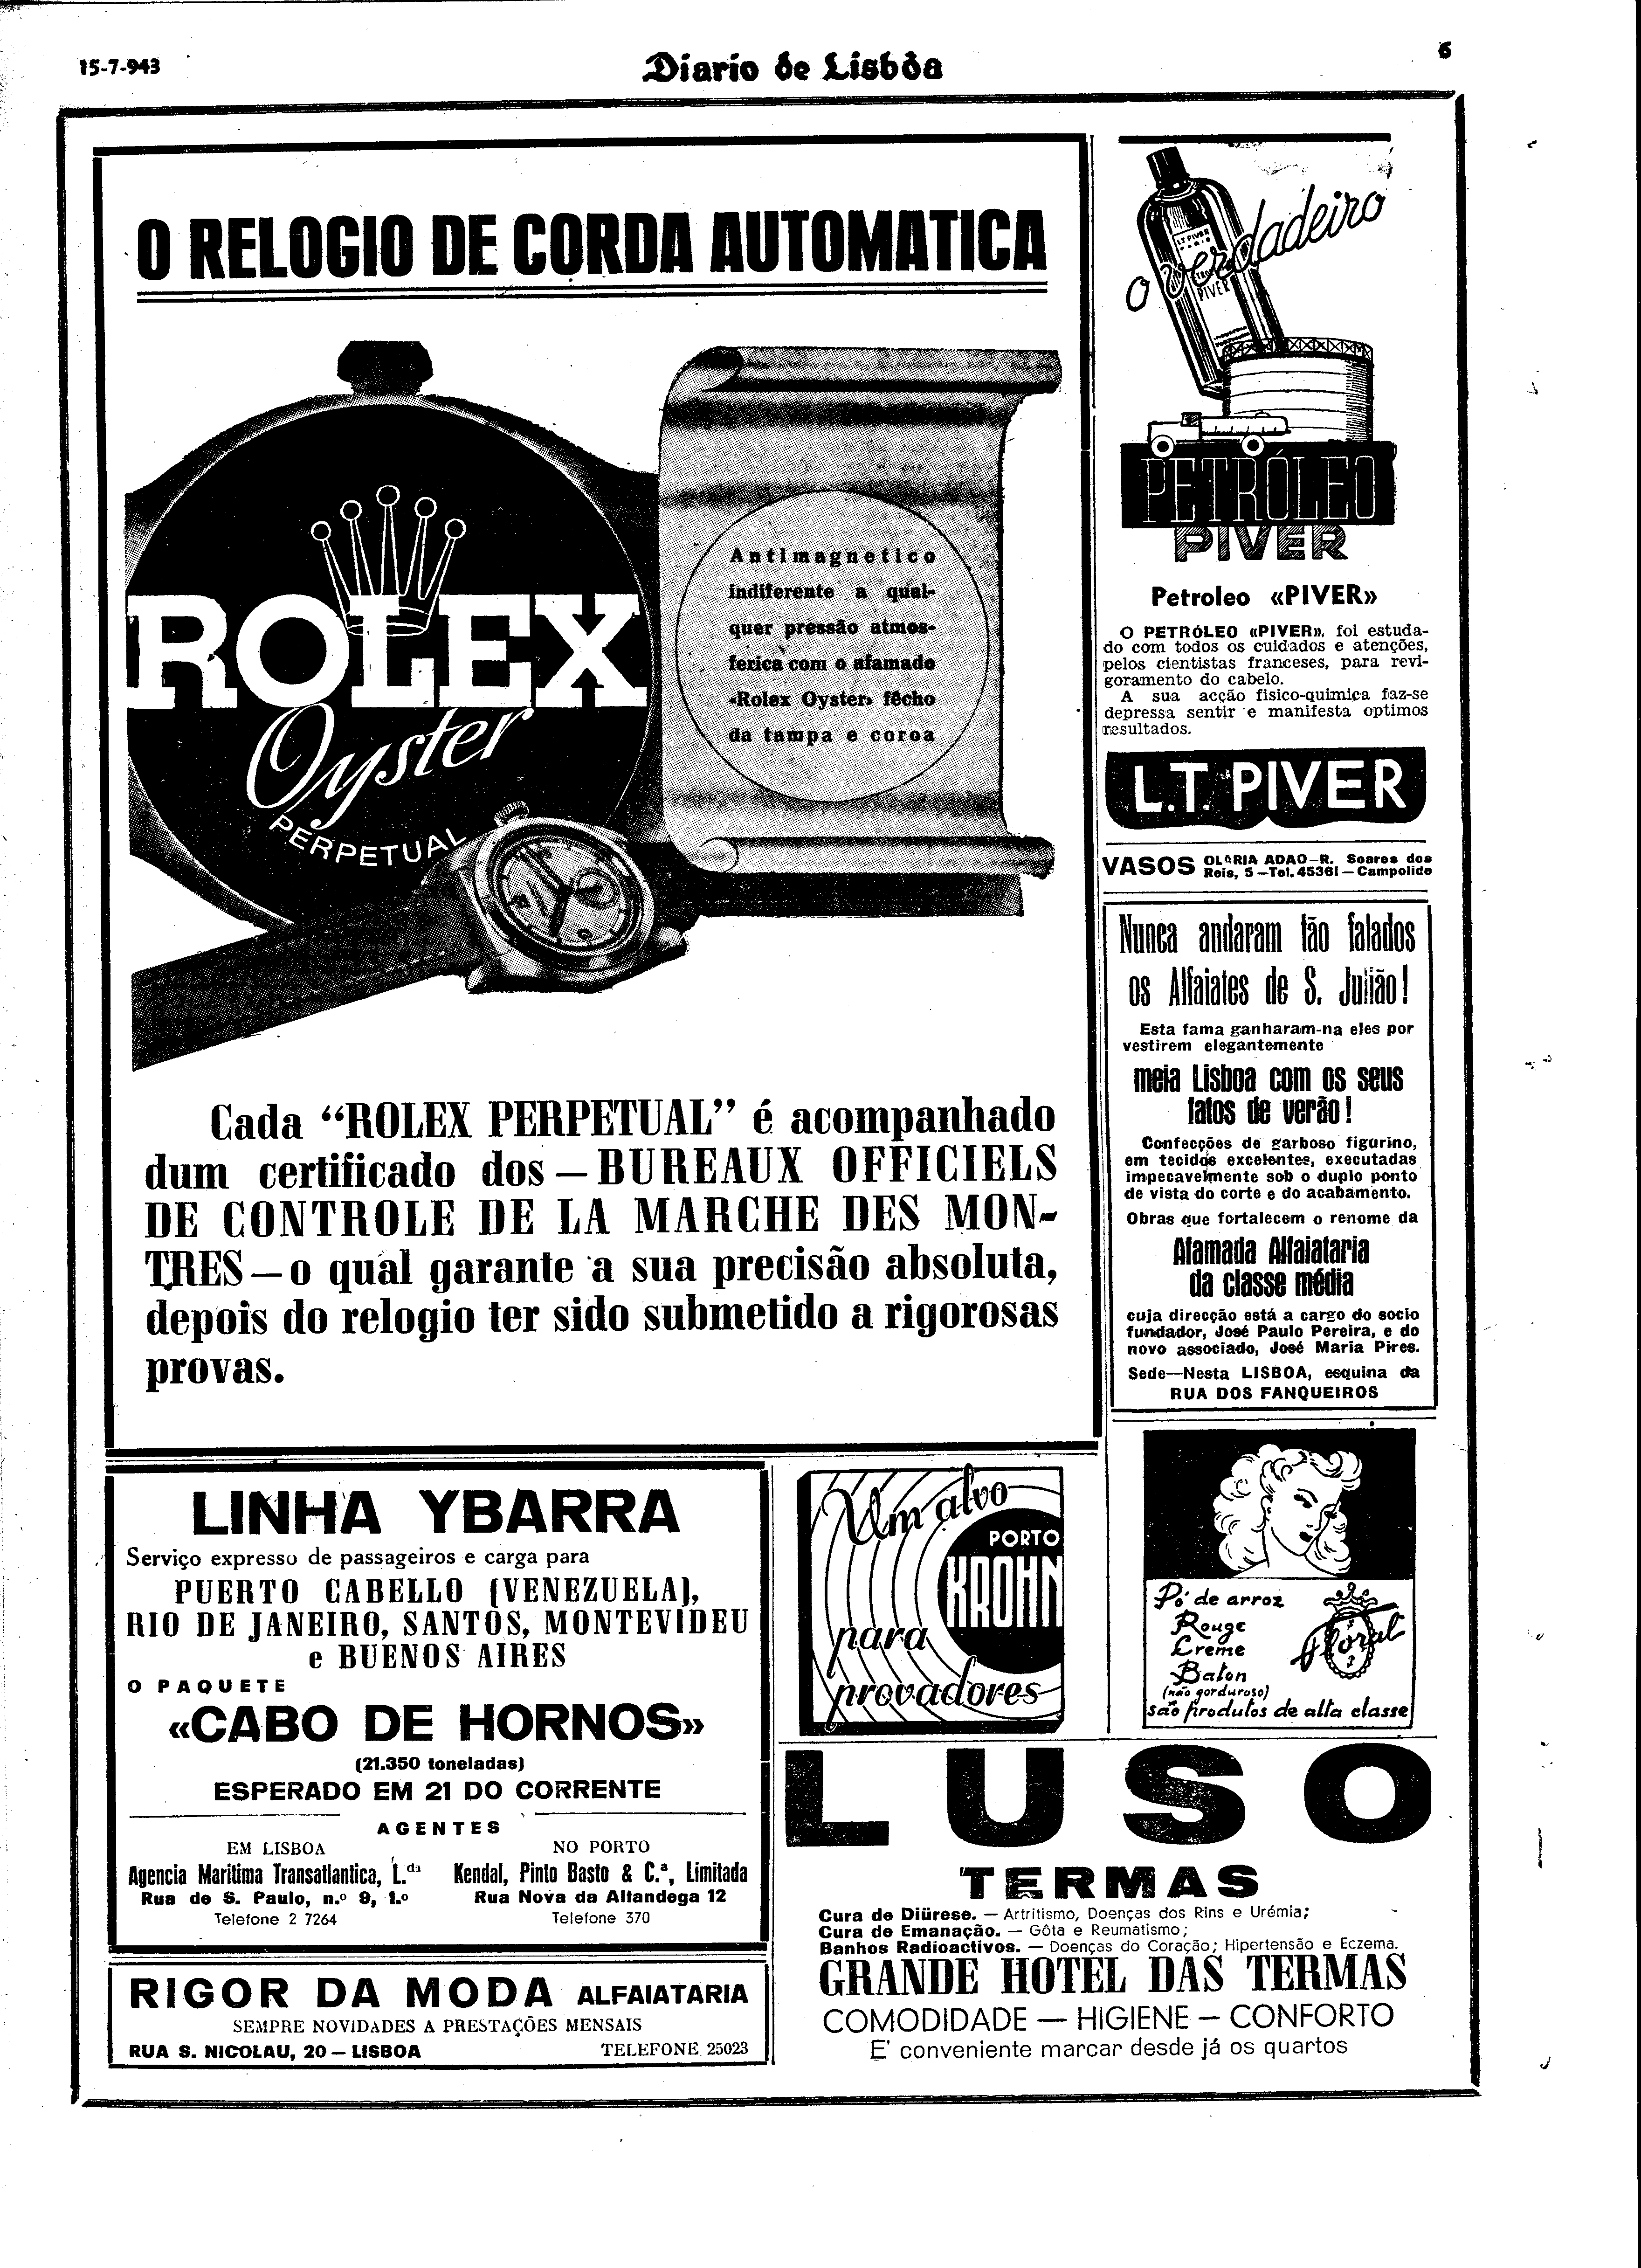 15-7-943
Diario de Lisbôa
6
O RELOGIO DE CORDA AUTOMATICA
ROLEX
Oyster
PERPETUAL
Antimagnetico
indiferente a qual-
quer pressão atmos-
ferica com o afamado
«Rolex Oyster» fêcho
da tampa e coroa
Cada “ROLEX PERPETUAL” é acompanhado
dum certificado dos — BUREAUX OFFICIELS
DE CONTROLE DE LA MARCHE DES MON-
TRES — o qual garante a sua precisão absoluta,
depois do relogio ter sido submetido a rigorosas
provas.
o verdadeiro
L.T. PIVER
PARIS
PIVER
PETRÓLEO
PIVER
Petroleo «PIVER»
O PETRÓLEO «PIVER». foi estuda-
do com todos os cuidados e atenções,
pelos cientistas franceses, para revi-
goramento do cabelo.
A sua acção fisico-quimica faz-se
depressa sentir e manifesta optimos
resultados.
L.T. PIVER
VASOS OLARIA ADAO—R. Soares dos
Reis, 5 — Tel. 45361 — Campolide
Nunca andaram tão falados
os Alfaiates de S. Julião!
Esta fama ganharam-na eles por
vestirem elegantemente
meia Lisboa com os seus
fatos de verão!
Confecções de garboso figurino,
em tecidos excelentes, executadas
impecavelmente sob o duplo ponto
de vista do corte e do acabamento.
Obras que fortalecem o renome da
Afamada Alfaiataria
da classe média
cuja direcção está a cargo do socio
fundador, José Paulo Pereira, e do
novo associado, José Maria Pires.
Sede—Nesta LISBOA, esquina da
RUA DOS FANQUEIROS
LINHA YBARRA
Serviço expresso de passageiros e carga para
PUERTO CABELLO (VENEZUELA),
RIO DE JANEIRO, SANTOS, MONTEVIDEU
e BUENOS AIRES
O PAQUETE
«CABO DE HORNOS»
(21.350 toneladas)
ESPERADO EM 21 DO CORRENTE
AGENTES
EM LISBOA
Agencia Maritima Transatlantica, L.da
Rua de S. Paulo, n.º 9, 1.º
Telefone 2 7264
NO PORTO
Kendal, Pinto Basto & C.ª, Limitada
Rua Nova da Alfandega 12
Telefone 370
RIGOR DA MODA ALFAIATARIA
SEMPRE NOVIDADES A PRESTAÇÕES MENSAIS
RUA S. NICOLAU, 20 — LISBOA TELEFONE 25023
Um alvo
PORTO
KROHN
para
provadores
Pó de arroz
Rouge
Creme
Baton
(não gorduroso)
Floral
são produtos de alta classe
LUSO
TERMAS
Cura de Diürese. — Artritismo, Doenças dos Rins e Urémia;
Cura de Emanação. — Gôta e Reumatismo;
Banhos Radioactivos. — Doenças do Coração; Hipertensão e Eczema.
GRANDE HOTEL DAS TERMAS
COMODIDADE — HIGIENE — CONFORTO
E' conveniente marcar desde já os quartos